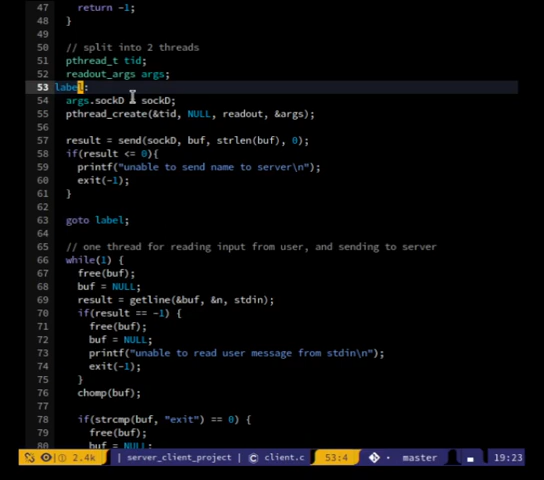 47 return -1;
48 }
49
50 // split into 2 threads
51 pthread_t tid;
52 readout_args args;
53 label:
54 args.sockD = sockD;
55 pthread_create(&tid, NULL, readout, &args);
56
57 result = send(sockD, buf, strlen(buf), 0);
58 if(result <= 0){
59 printf("unable to send name to server\n");
60 exit(-1);
61 }
62
63 goto label;
64
65 // one thread for reading input from user, and sending to server
66 while(1) {
67 free(buf);
68 buf = NULL;
69 result = getline(&buf, &n, stdin);
70 if(result == -1) {
71 free(buf);
72 buf = NULL;
73 printf("unable to read user message from stdin\n");
74 exit(-1);
75 }
76 chomp(buf);
77
78 if(strcmp(buf, "exit") == 0) {
79 free(buf);
80 buf = NULL;
2.4k | server_client_project | client.c 53:4 master 19:23